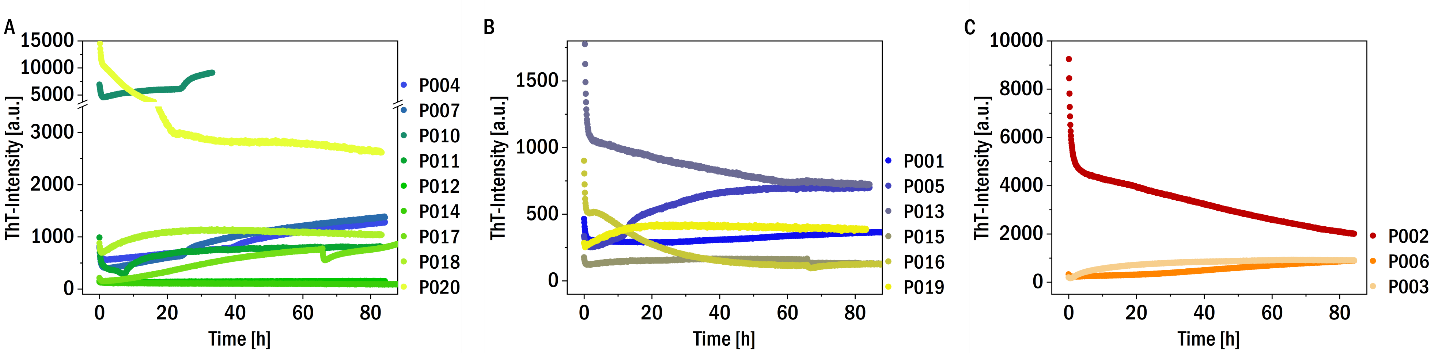 A
ThT-Intensity [a.u.]
15000
10000
5000
3000
2000
1000
0
0 20 40 60 80
Time [h]
P004
P007
P010
P011
P012
P014
P017
P018
P020
B
ThT-Intensity [a.u.]
1500
1000
500
0
0 20 40 60 80
Time [h]
P001
P005
P013
P015
P016
P019
C
ThT-Intensity [a.u.]
10000
8000
6000
4000
2000
0
0 20 40 60 80
Time [h]
P002
P006
P003